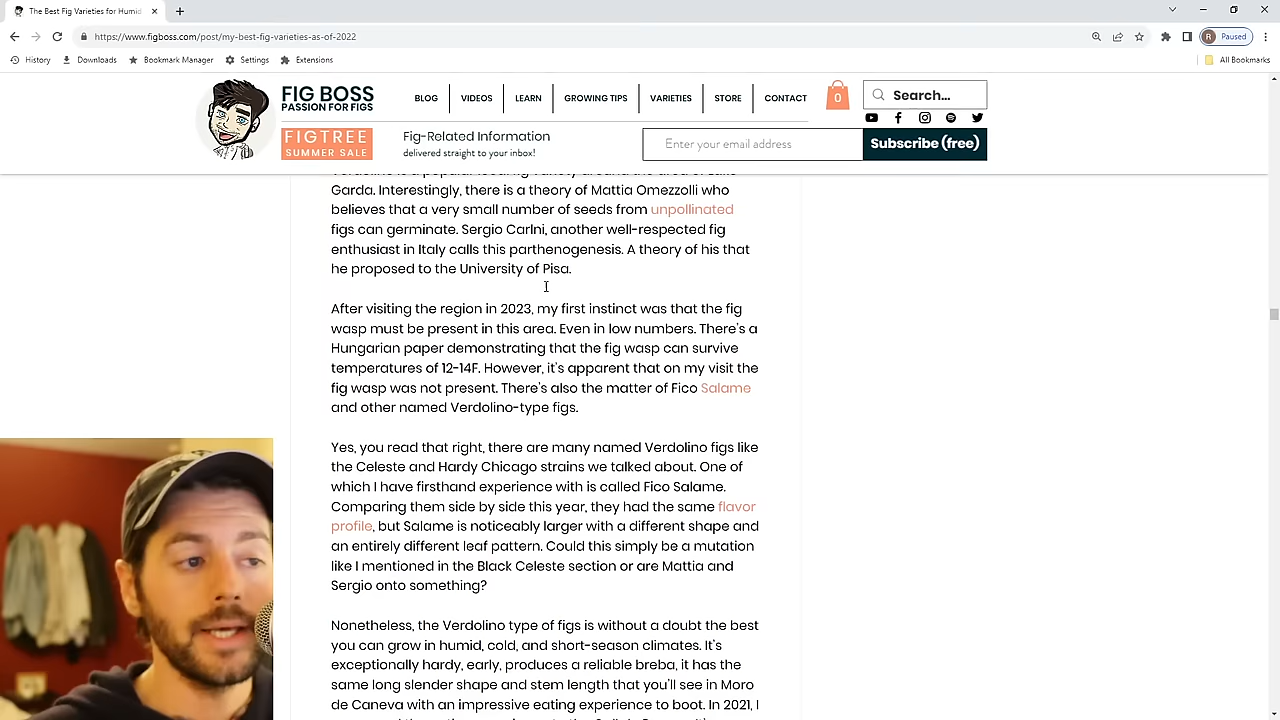 The Best Fig Varieties for Humid
https://www.figboss.com/post/my-best-fig-varieties-as-of-2022
R Paused
History Downloads Bookmark Manager Settings Extensions All Bookmarks
FIG BOSS
PASSION FOR FIGS
BLOG VIDEOS LEARN GROWING TIPS VARIETIES STORE CONTACT 0 Search...
FIGTREE
SUMMER SALE
Fig-Related Information
delivered straight to your inbox!
Enter your email address Subscribe (free)
Garda. Interestingly, there is a theory of Mattia Omezzolli who
believes that a very small number of seeds from unpollinated
figs can germinate. Sergio Carlni, another well-respected fig
enthusiast in Italy calls this parthenogenesis. A theory of his that
he proposed to the University of Pisa.
After visiting the region in 2023, my first instinct was that the fig
wasp must be present in this area. Even in low numbers. There's a
Hungarian paper demonstrating that the fig wasp can survive
temperatures of 12-14F. However, it's apparent that on my visit the
fig wasp was not present. There's also the matter of Fico Salame
and other named Verdolino-type figs.
Yes, you read that right, there are many named Verdolino figs like
the Celeste and Hardy Chicago strains we talked about. One of
which I have firsthand experience with is called Fico Salame.
Comparing them side by side this year, they had the same flavor
profile, but Salame is noticeably larger with a different shape and
an entirely different leaf pattern. Could this simply be a mutation
like I mentioned in the Black Celeste section or are Mattia and
Sergio onto something?
Nonetheless, the Verdolino type of figs is without a doubt the best
you can grow in humid, cold, and short-season climates. It's
exceptionally hardy, early, produces a reliable breba, it has the
same long slender shape and stem length that you'll see in Moro
de Caneva with an impressive eating experience to boot. In 2021, I